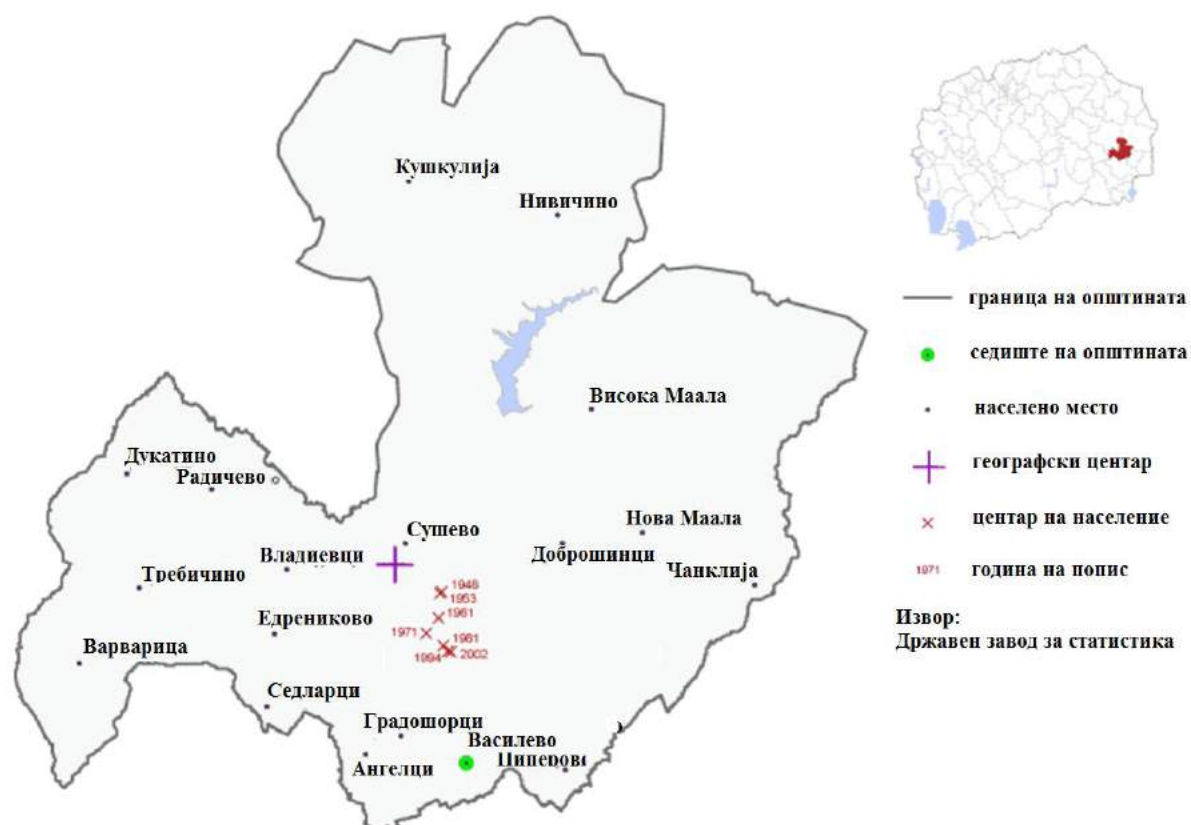 Кушкулија
Нивичино
Висока Маала
Дукатино
Радичево
Сушево
Нова Маала
Владиевци
Доброшинци
Чанклија
Требичино
1948
1953
Едрениково
1961
1971
1981
1994
2002
Варварица
Седларци
Градошорци
Василево
Ангелци
Пиперово
граница на општината
седиште на општината
населено место
географски центар
центар на население
1971
година на попис
Извор:
Државен завод за статистика